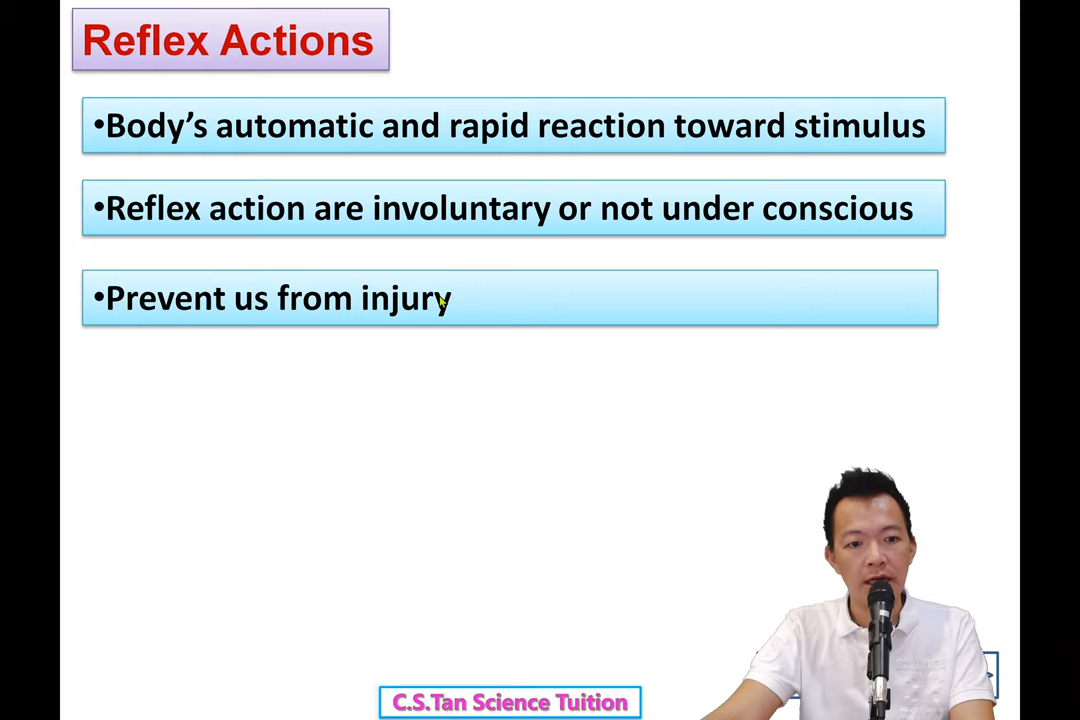 Reflex Actions
•Body's automatic and rapid reaction toward stimulus
•Reflex action are involuntary or not under conscious
•Prevent us from injury
C.S.Tan Science Tuition